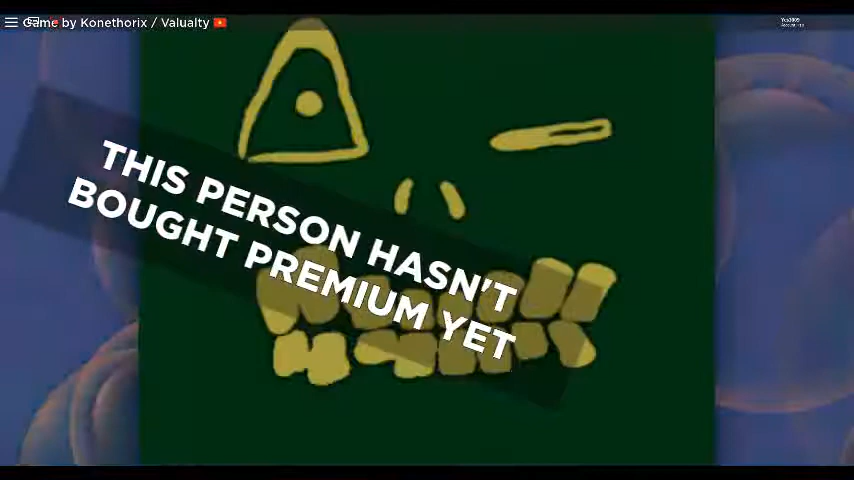 Game by Konethorix / Valualty
THIS PERSON HASN'T
BOUGHT PREMIUM YET